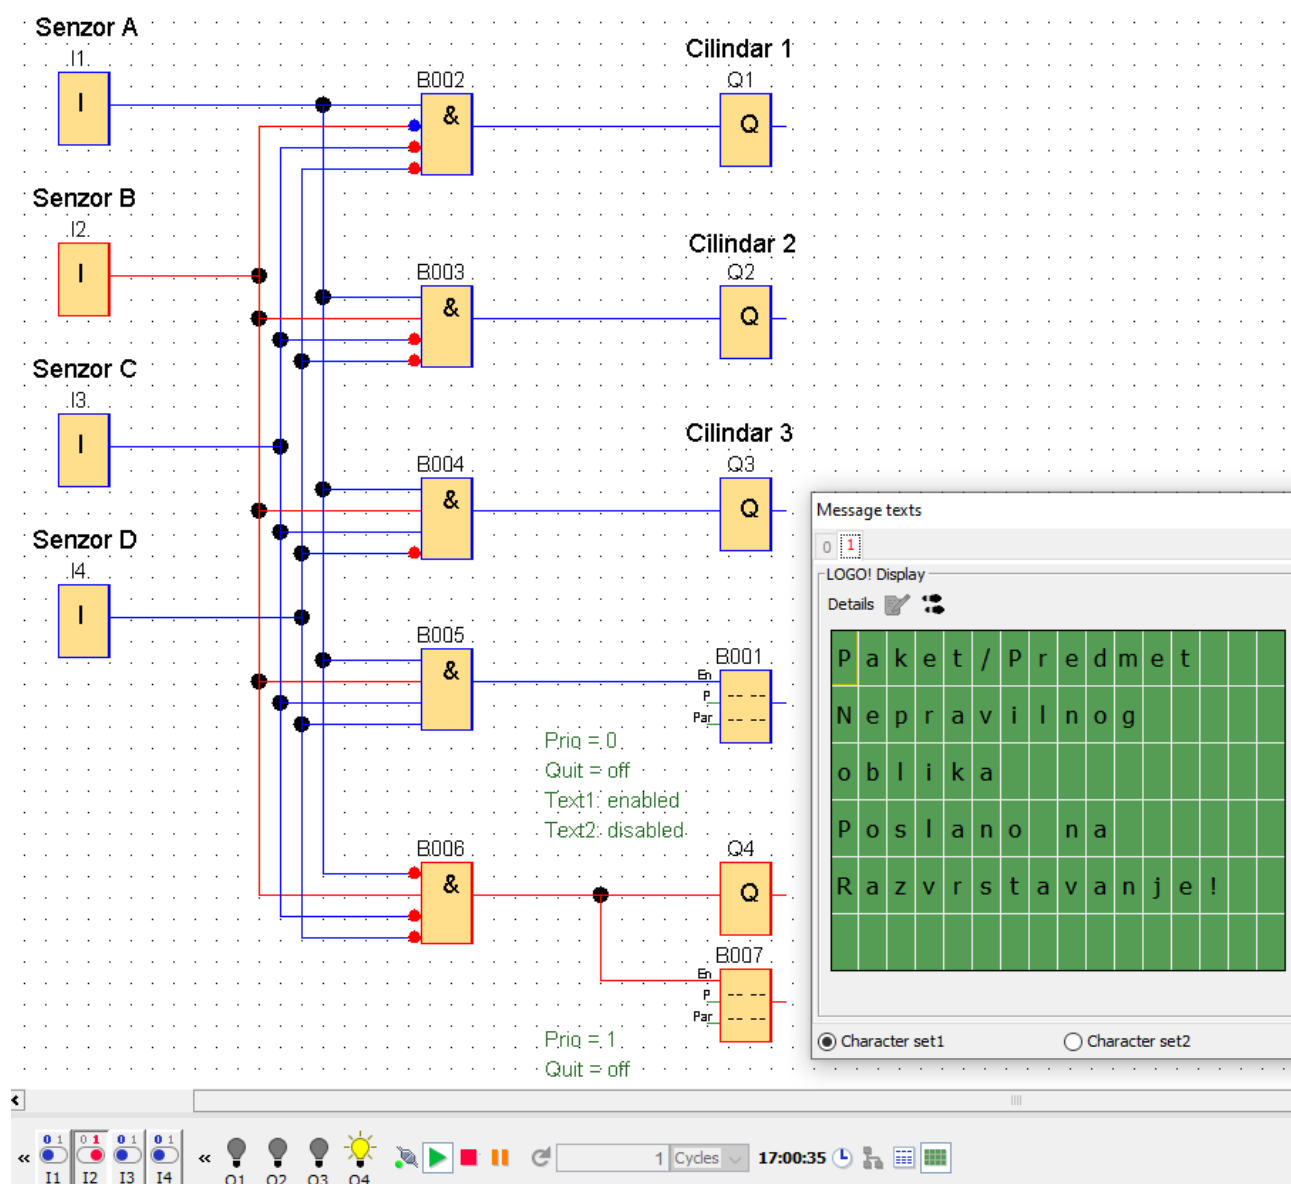 Senzor A
I1
I
Senzor B
I2
I
Senzor C
I3
I
Senzor D
I4
I
B002
&
B003
&
B004
&
B005
&
B006
&
Cilindar 1
Q1
Q
Cilindar 2
Q2
Q
Cilindar 3
Q3
Q
B001
En
P
Par
Prio = 0
Quit = off
Text1: enabled
Text2: disabled
Q4
Q
B007
En
P
Par
Prio = 1
Quit = off
Message texts
0 1
LOGO! Display
Details
Paket/Predmet
Nepravilnog
oblika
Poslano na
Razvrstavanje!
Character set1 Character set2
« 0 1 0 1 0 1 0 1 «
I1 I2 I3 I4 Q1 Q2 Q3 Q4
1 Cycles 17:00:35